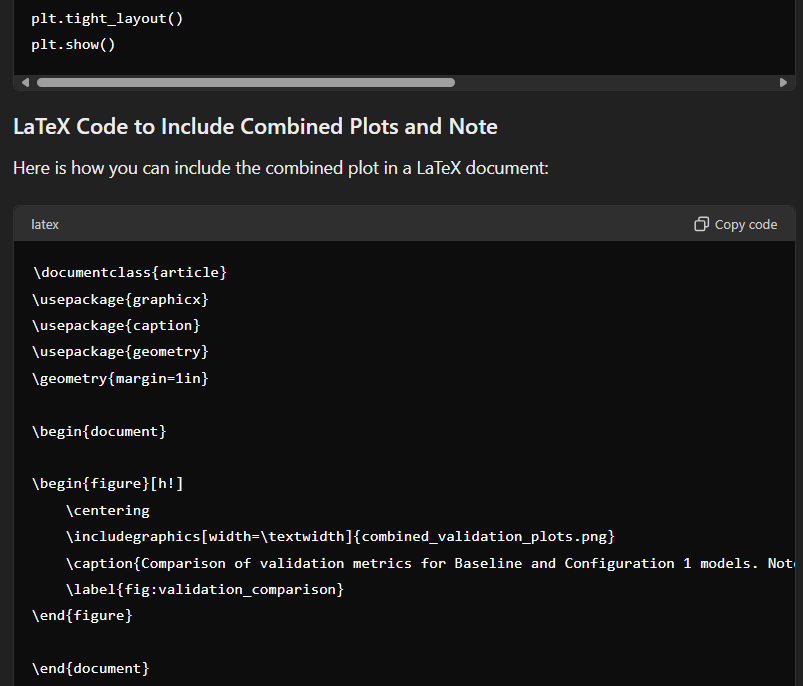 plt.tight_layout()
plt.show()
LaTeX Code to Include Combined Plots and Note
Here is how you can include the combined plot in a LaTeX document:
latex
Copy code
\documentclass{article}
\usepackage{graphicx}
\usepackage{caption}
\usepackage{geometry}
\geometry{margin=1in}
\begin{document}
\begin{figure}[h!]
\centering
\includegraphics[width=\textwidth]{combined_validation_plots.png}
\caption{Comparison of validation metrics for Baseline and Configuration 1 models. Note
\label{fig:validation_comparison}
\end{figure}
\end{document}